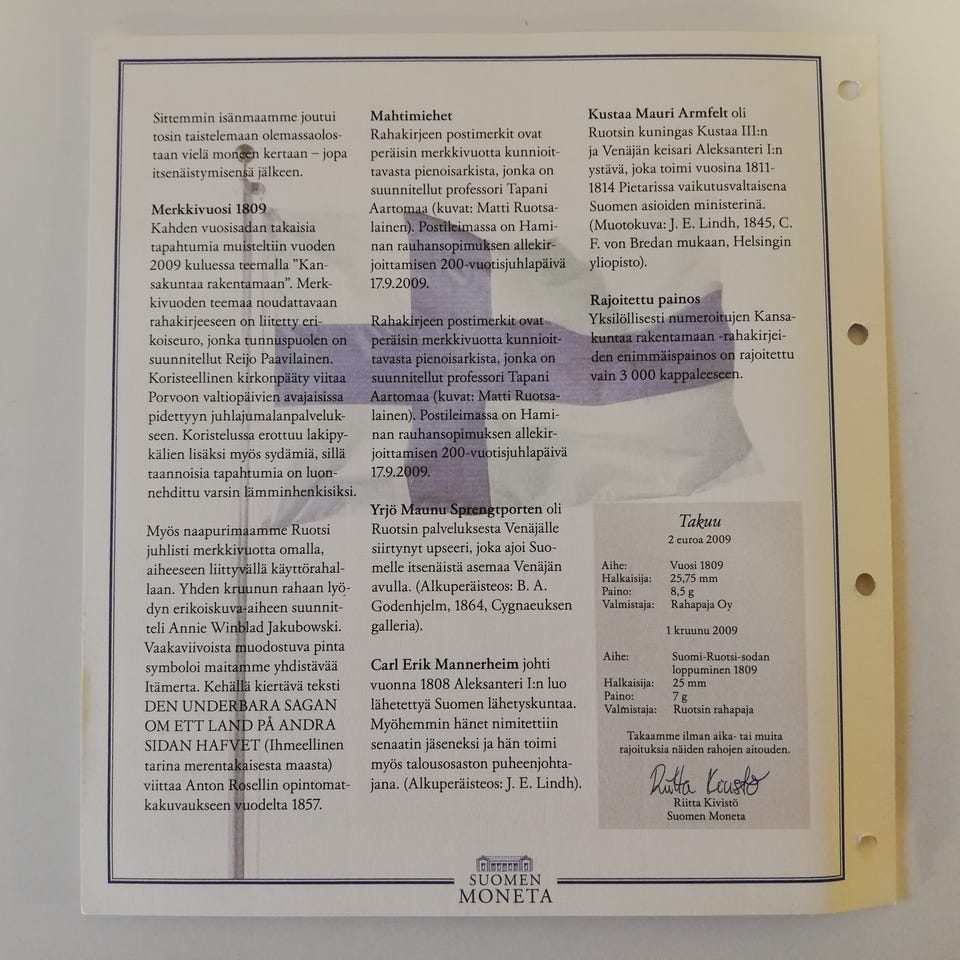 Sittemmin isänmaamme joutui
tosin taistelemaan olemassaolos-
taan vielä moneen kertaan – jopa
itsenäistymisensä jälkeen.
Merkkivuosi 1809
Kahden vuosisadan takaisia
tapahtumia muisteltiin vuoden
2009 kuluessa teemalla ”Kan-
sakuntaa rakentamaan”. Merk-
kivuoden teemaa noudattavaan
rahakirjeeseen on liitetty eri-
koiseuro, jonka tunnuspuolen on
suunnitellut Reijo Paavilainen.
Koristeellinen kirkonpääty viitaa
Porvoon valtiopäivien avajaisissa
pidettyyn juhlajumalanpalveluk-
seen. Koristelussa erottuu lakipy-
kälien lisäksi myös sydämiä, sillä
taannoisia tapahtumia on luon-
nehdittu varsin lämminhenkisiksi.
Myös naapurimaamme Ruotsi
juhlisti merkkivuotta omalla,
aiheeseen liittyvällä käyttörahal-
laan. Yhden kruunun rahaan lyö-
dyn erikoiskuva-aiheen suunnit-
teli Annie Winblad Jakubowski.
Vaakaviivoista muodostuva pinta
symboloi maitamme yhdistävää
Itämerta. Kehällä kiertävä teksti
DEN UNDERBARA SAGAN
OM ETT LAND PÅ ANDRA
SIDAN HAFVET (Ihmeellinen
tarina merentakaisesta maasta)
viittaa Anton Rosellin opintomat-
kakuvaukseen vuodelta 1857.
Mahtimiehet
Rahakirjeen postimerkit ovat
peräisin merkkivuotta kunnioit-
tavasta pienoisarkista, jonka on
suunnitellut professori Tapani
Aartomaa (kuvat: Matti Ruotsa-
lainen). Postileimassa on Hami-
nan rauhansopimuksen allekir-
joittamisen 200-vuotisjuhlapäivä
17.9.2009.
Rahakirjeen postimerkit ovat
peräisin merkkivuotta kunnioit-
tavasta pienoisarkista, jonka on
suunnitellut professori Tapani
Aartomaa (kuvat: Matti Ruotsa-
lainen). Postileimassa on Hami-
nan rauhansopimuksen allekir-
joittamisen 200-vuotisjuhlapäivä
17.9.2009.
Yrjö Maunu Sprengtporten oli
Ruotsin palveluksesta Venäjälle
siirtynyt upseeri, joka ajoi Suo-
melle itsenäistä asemaa Venäjän
avulla. (Alkuperäisteos: B. A.
Godenhjelm, 1864, Cygnaeuksen
galleria).
Carl Erik Mannerheim johti
vuonna 1808 Aleksanteri I:n luo
lähetettyä Suomen lähetyskuntaa.
Myöhemmin hänet nimitettiin
senaatin jäseneksi ja hän toimi
myös talousosaston puheenjohta-
jana. (Alkuperäisteos: J. E. Lindh).
Kustaa Mauri Armfelt oli
Ruotsin kuningas Kustaa III:n
ja Venäjän keisari Aleksanteri I:n
ystävä, joka toimi vuosina 1811-
1814 Pietarissa vaikutusvaltaisena
Suomen asioiden ministerinä.
(Muotokuva: J. E. Lindh, 1845, C.
F. von Bredan mukaan, Helsingin
yliopisto).
Rajoitettu painos
Yksilöllisesti numeroitujen Kansa-
kuntaa rakentamaan -rahakirjei-
den enimmäispainos on rajoitettu
vain 3 000 kappaleeseen.
Takuu
2 euroa 2009
Aihe: Vuosi 1809
Halkaisija: 25,75 mm
Paino: 8,5 g
Valmistaja: Rahapaja Oy
1 kruunu 2009
Aihe: Suomi-Ruotsi-sodan
loppuminen 1809
Halkaisija: 25 mm
Paino: 7 g
Valmistaja: Ruotsin rahapaja
Takaamme ilman aika- tai muita
rajoituksia näiden rahojen aitouden.
Riitta Kivistö
Riitta Kivistö
Suomen Moneta
SUOMEN
MONETA